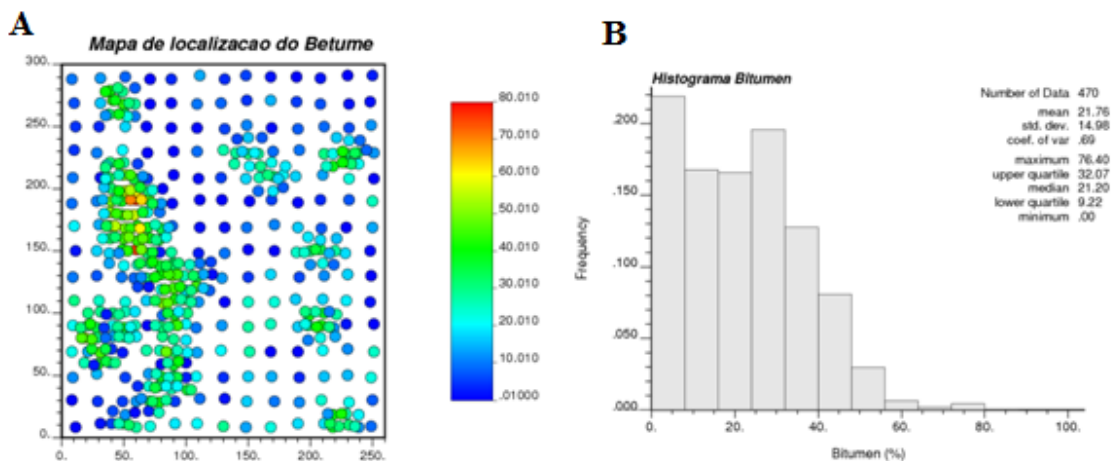 A
Mapa de localizacao do Betume
300.
250.
200.
150.
100.
50.
0.
0. 50. 100. 150. 200. 250.
80.010
70.010
60.010
50.010
40.010
30.010
20.010
10.010
.01000
B
Histograma Bitumen
Number of Data 470
mean 21.76
std. dev. 14.98
coef. of var .69
maximum 76.40
upper quartile 32.07
median 21.20
lower quartile 9.22
minimum .00
Frequency
.200
.150
.100
.050
.000
0. 20. 40. 60. 80. 100.
Bitumen (%)